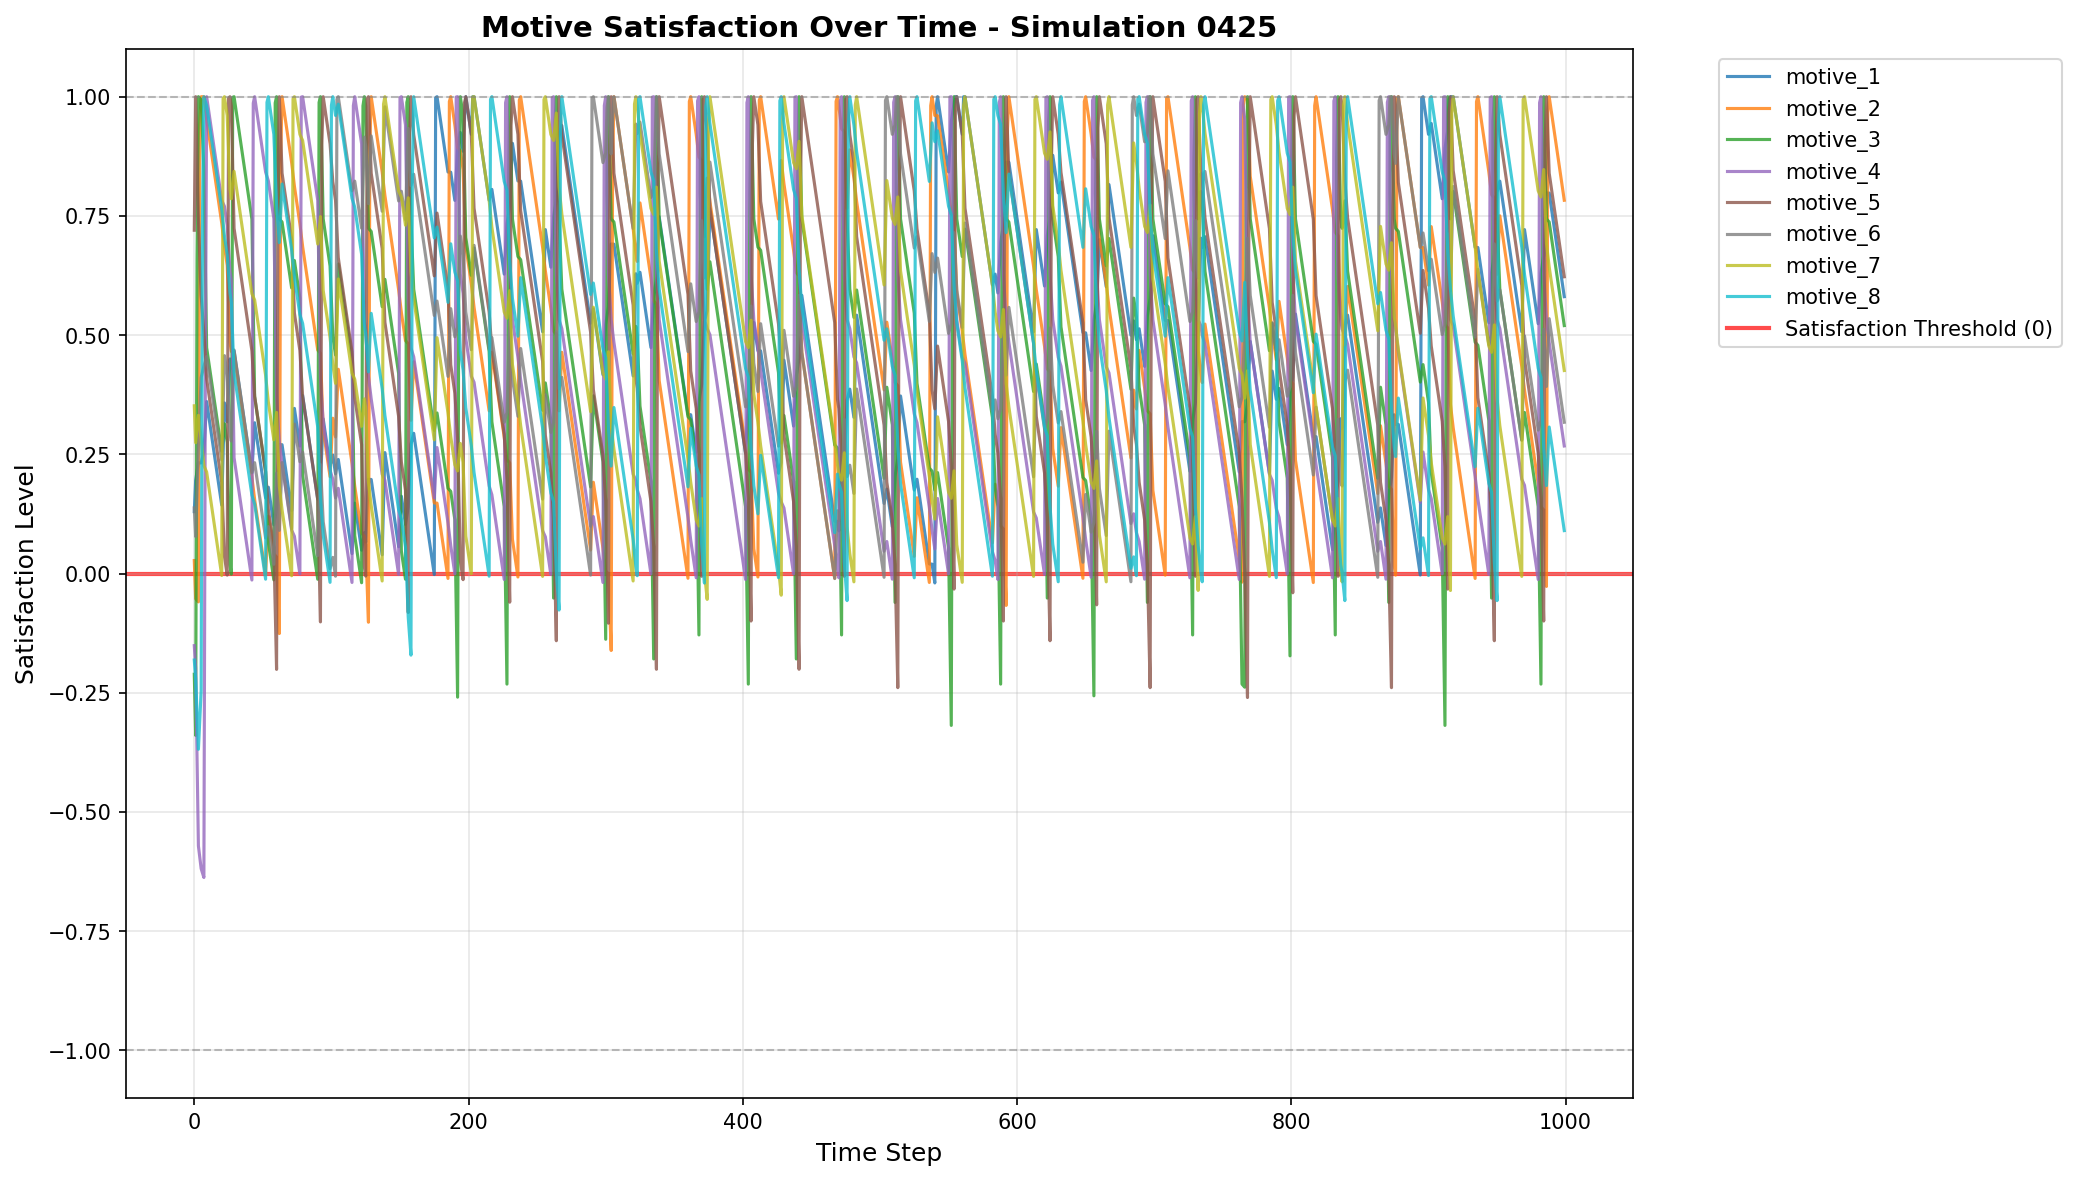 Motive Satisfaction Over Time - Simulation 0425
Satisfaction Level
1.00
0.75
0.50
0.25
0.00
−0.25
−0.50
−0.75
−1.00
0
200
400
600
800
1000
Time Step
motive_1
motive_2
motive_3
motive_4
motive_5
motive_6
motive_7
motive_8
Satisfaction Threshold (0)